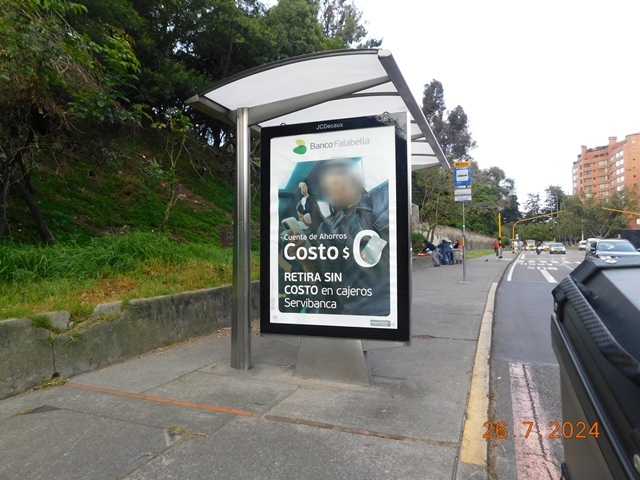 JCDecaux
Banco Falabella
Cuenta de Ahorros
Costo $0
RETIRA SIN
COSTO en cajeros
Servibanca
26.7.2024